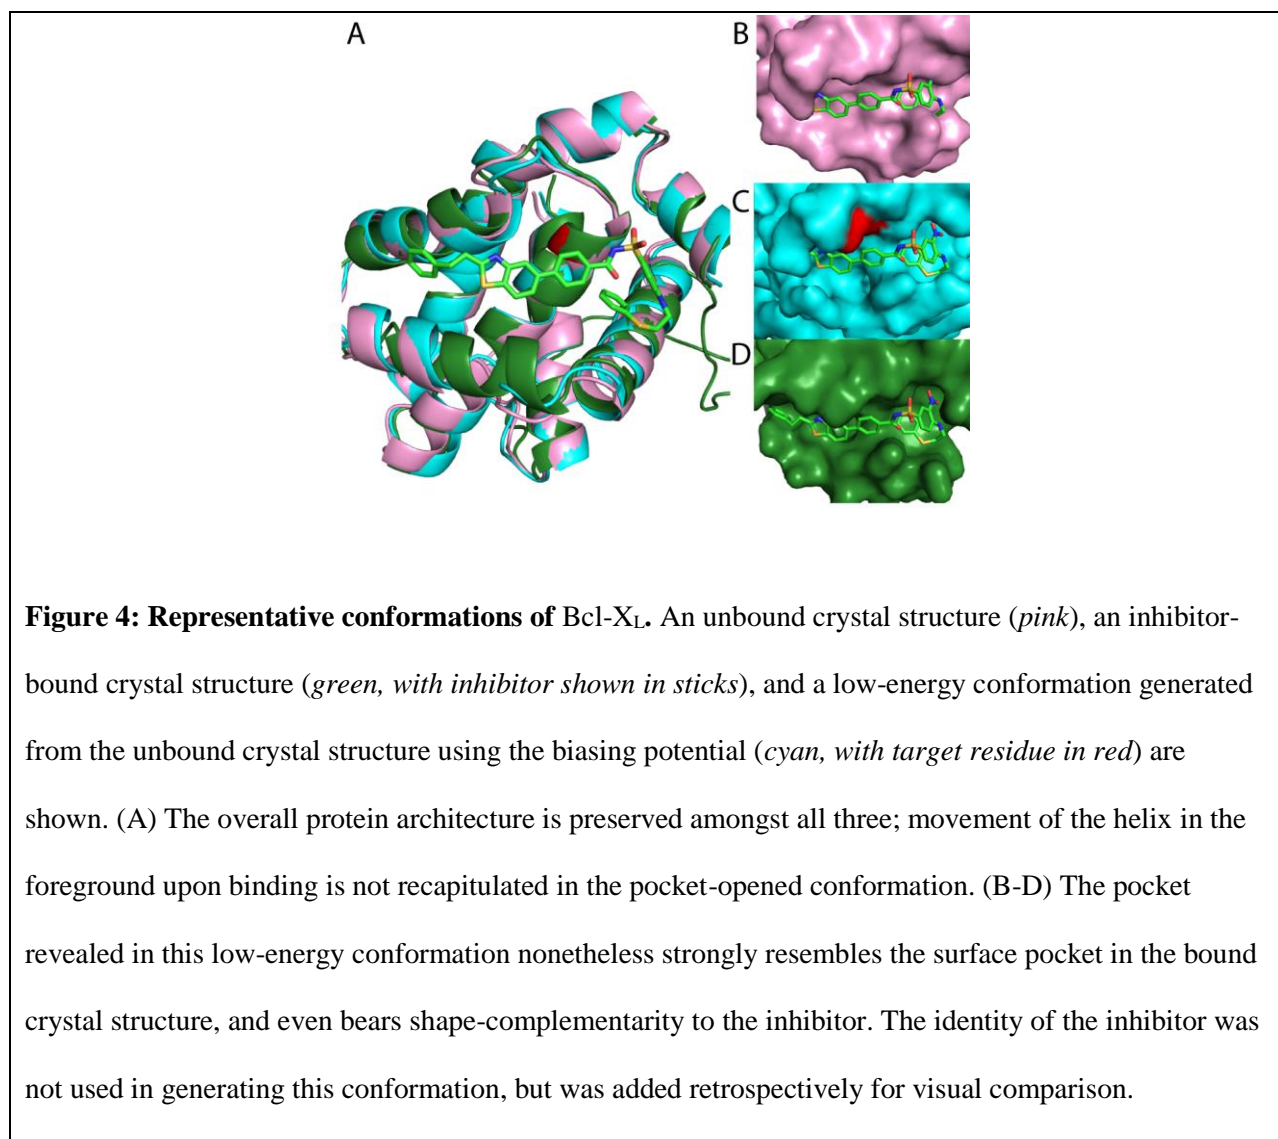 A
B
C
D
Figure 4: Representative conformations of Bcl-XL. An unbound crystal structure (pink), an inhibitor-
bound crystal structure (green, with inhibitor shown in sticks), and a low-energy conformation generated
from the unbound crystal structure using the biasing potential (cyan, with target residue in red) are
shown. (A) The overall protein architecture is preserved amongst all three; movement of the helix in the
foreground upon binding is not recapitulated in the pocket-opened conformation. (B-D) The pocket
revealed in this low-energy conformation nonetheless strongly resembles the surface pocket in the bound
crystal structure, and even bears shape-complementarity to the inhibitor. The identity of the inhibitor was
not used in generating this conformation, but was added retrospectively for visual comparison.